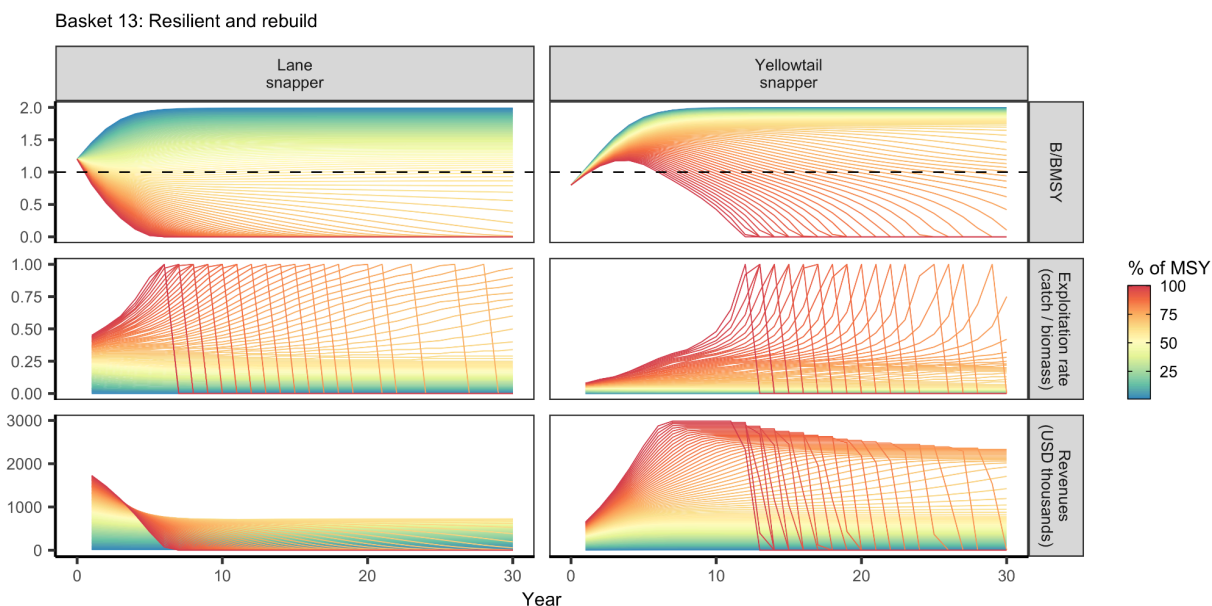 Basket 13: Resilient and rebuild
Lane
snapper
Yellowtail
snapper
2.0
1.5
1.0
0.5
0.0
B/BMSY
1.00
0.75
0.50
0.25
0.00
Exploitation rate
(catch / biomass)
3000
2000
1000
0
Revenues
(USD thousands)
0 10 20 30 0 10 20 30
Year
% of MSY
100
75
50
25